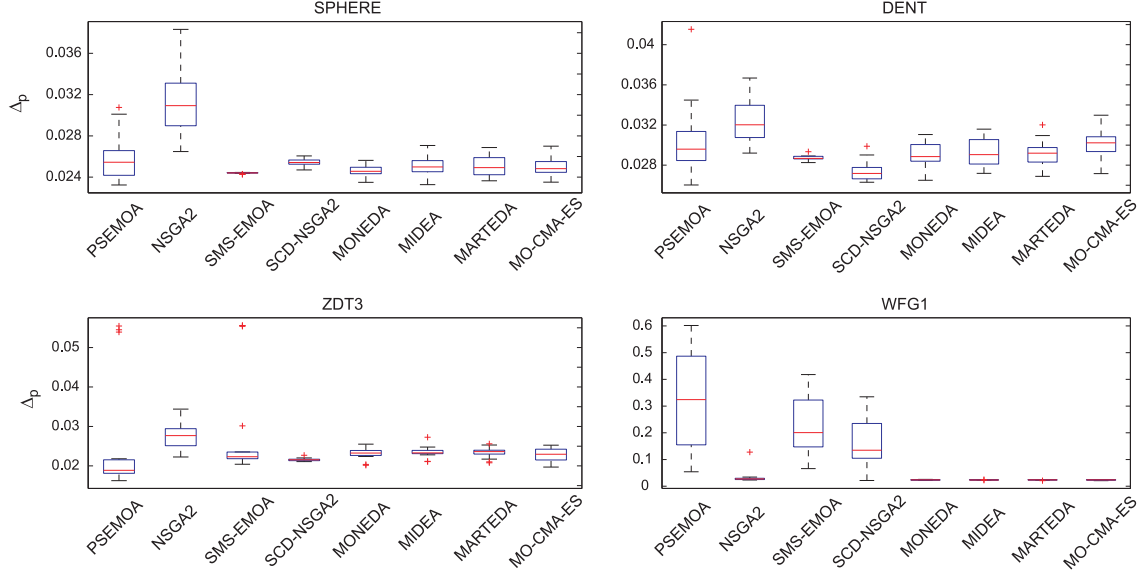 SPHERE
Δp
0.036
0.032
0.028
0.024
PSEMOA
NSGA2
SMS-EMOA
SCD-NSGA2
MONEDA
MIDEA
MARTEDA
MO-CMA-ES
DENT
0.04
0.036
0.032
0.028
PSEMOA
NSGA2
SMS-EMOA
SCD-NSGA2
MONEDA
MIDEA
MARTEDA
MO-CMA-ES
ZDT3
Δp
0.05
0.04
0.03
0.02
PSEMOA
NSGA2
SMS-EMOA
SCD-NSGA2
MONEDA
MIDEA
MARTEDA
MO-CMA-ES
WFG1
0.6
0.5
0.4
0.3
0.2
0.1
0
PSEMOA
NSGA2
SMS-EMOA
SCD-NSGA2
MONEDA
MIDEA
MARTEDA
MO-CMA-ES